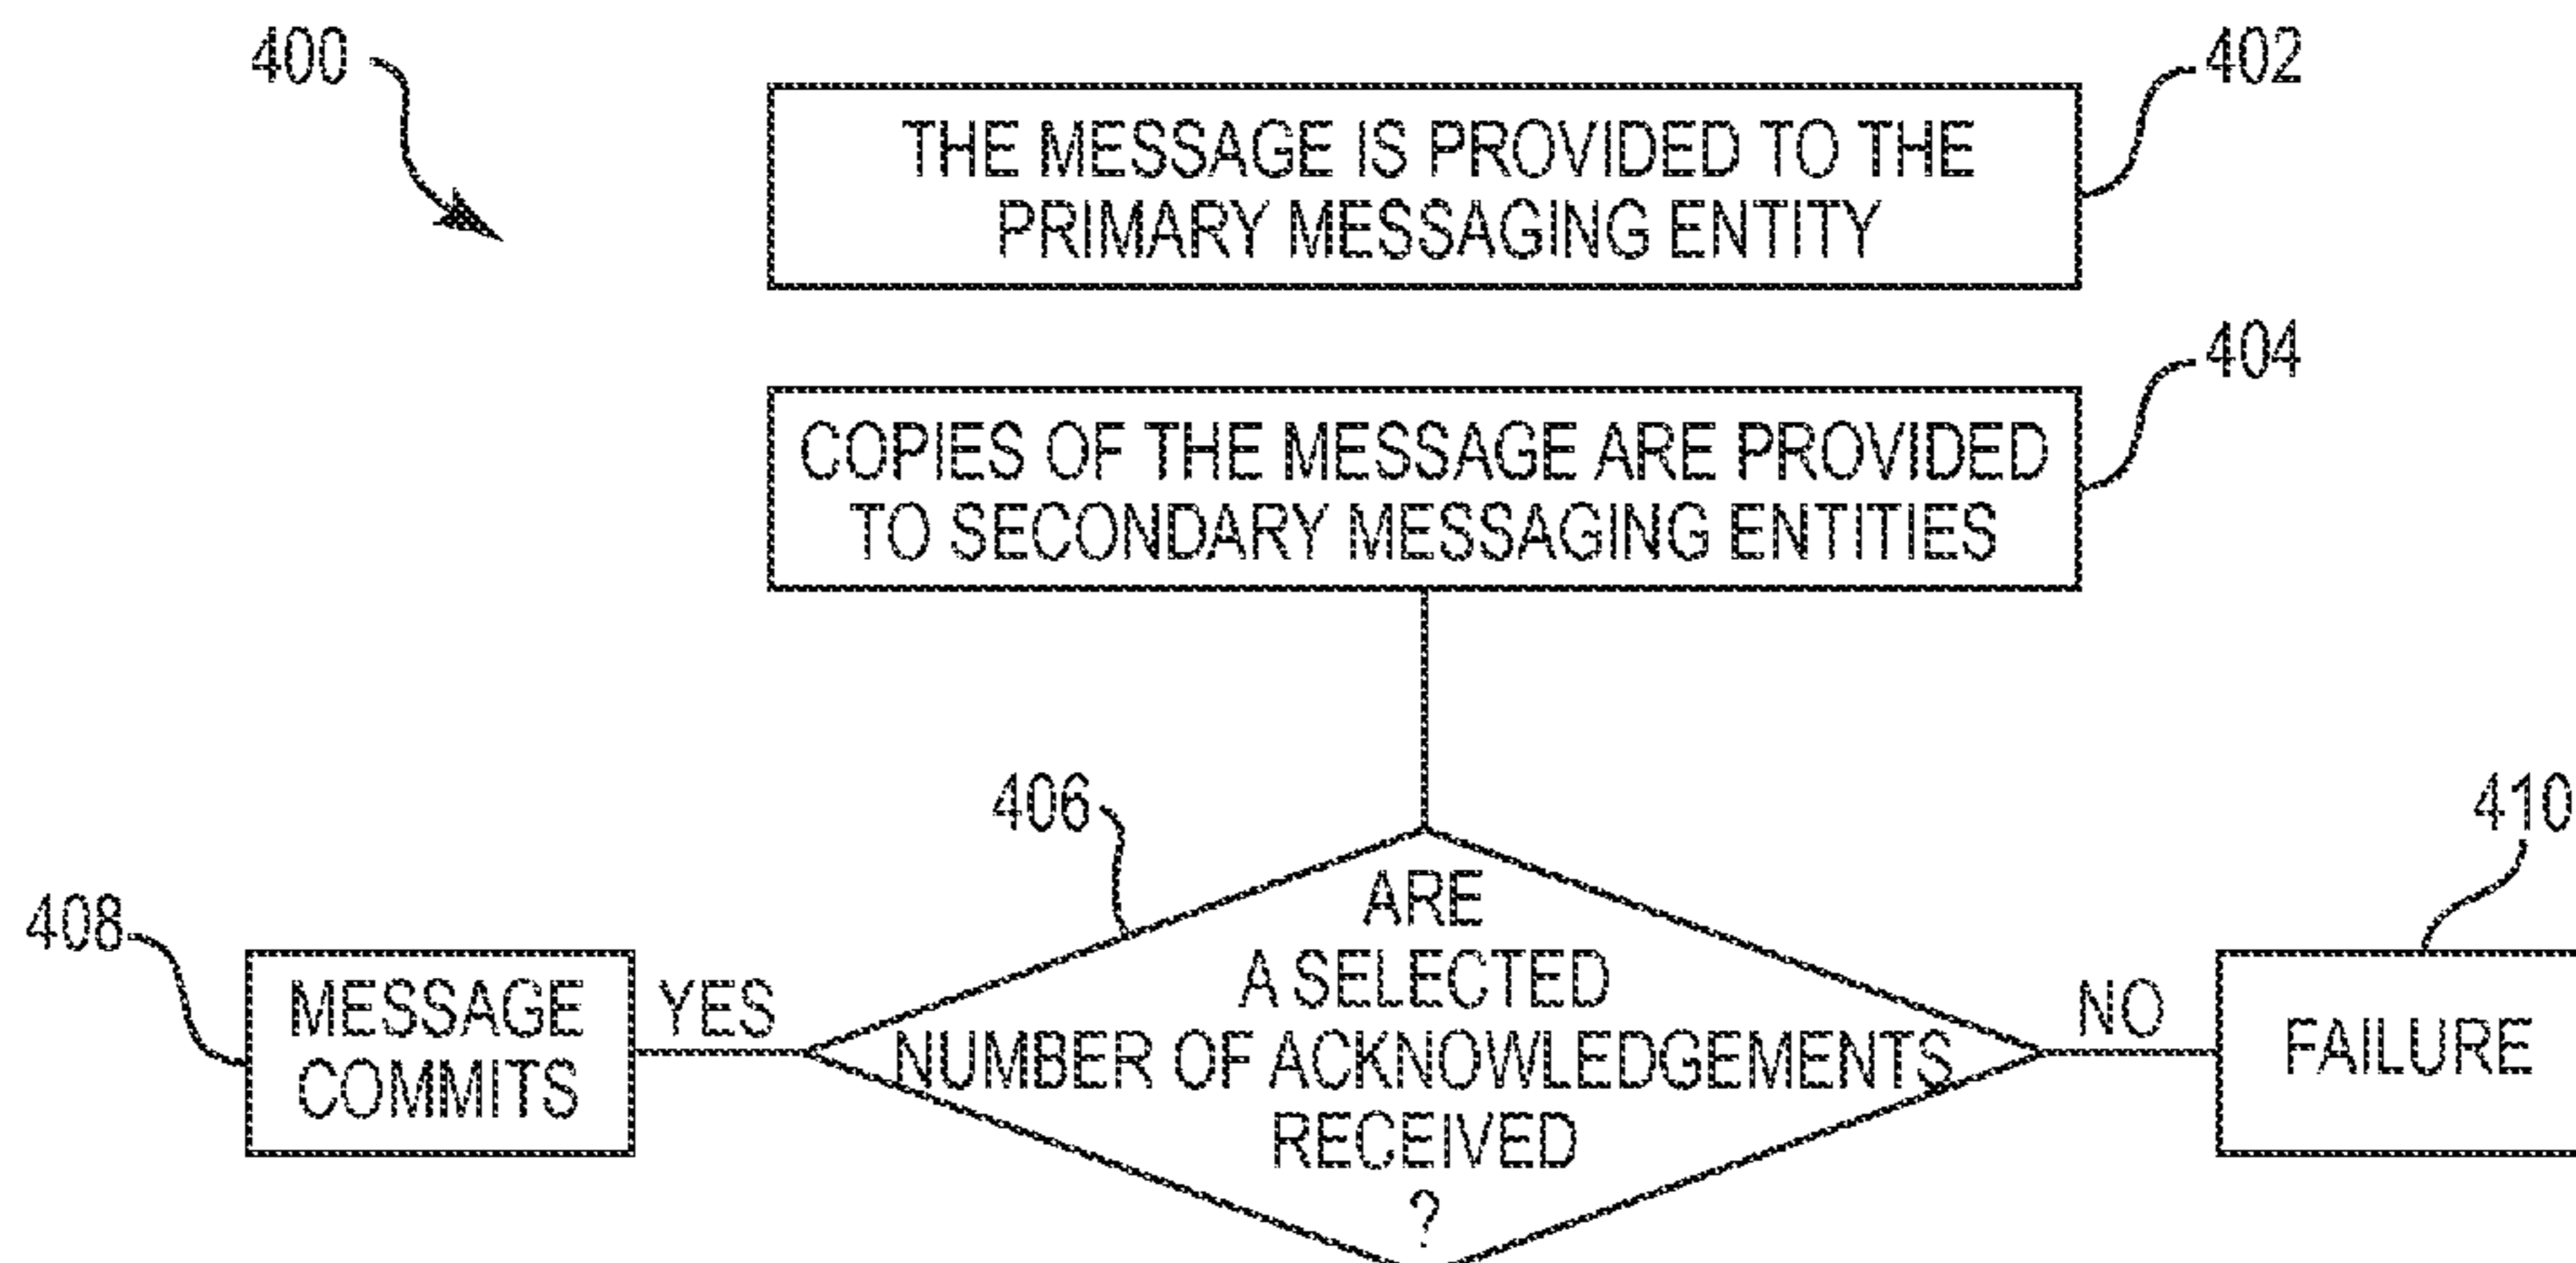 400
402
THE MESSAGE IS PROVIDED TO THE
PRIMARY MESSAGING ENTITY
404
COPIES OF THE MESSAGE ARE PROVIDED
TO SECONDARY MESSAGING ENTITIES
406
410
408
ARE
A SELECTED
NUMBER OF ACKNOWLEDGEMENTS
RECEIVED
?
MESSAGE
COMMITS
YES
NO
FAILURE